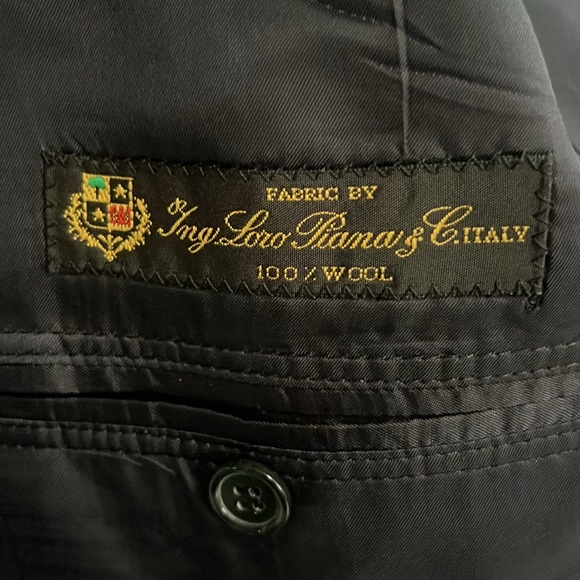 FABRIC BY
Ing. Loro Piana & C. ITALY
100% WOOL